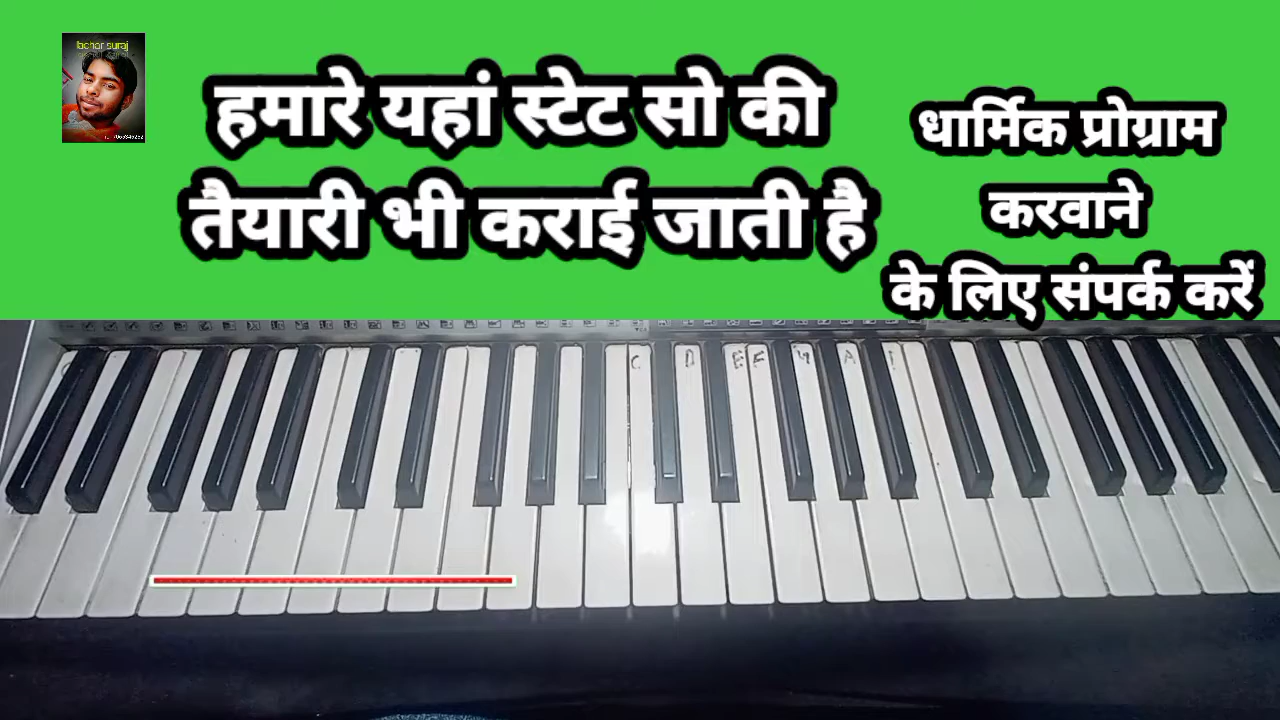 हमारे यहां स्टेट सो की
तैयारी भी कराई जाती है
धार्मिक प्रोग्राम
करवाने
के लिए संपर्क करें
C D E F G A